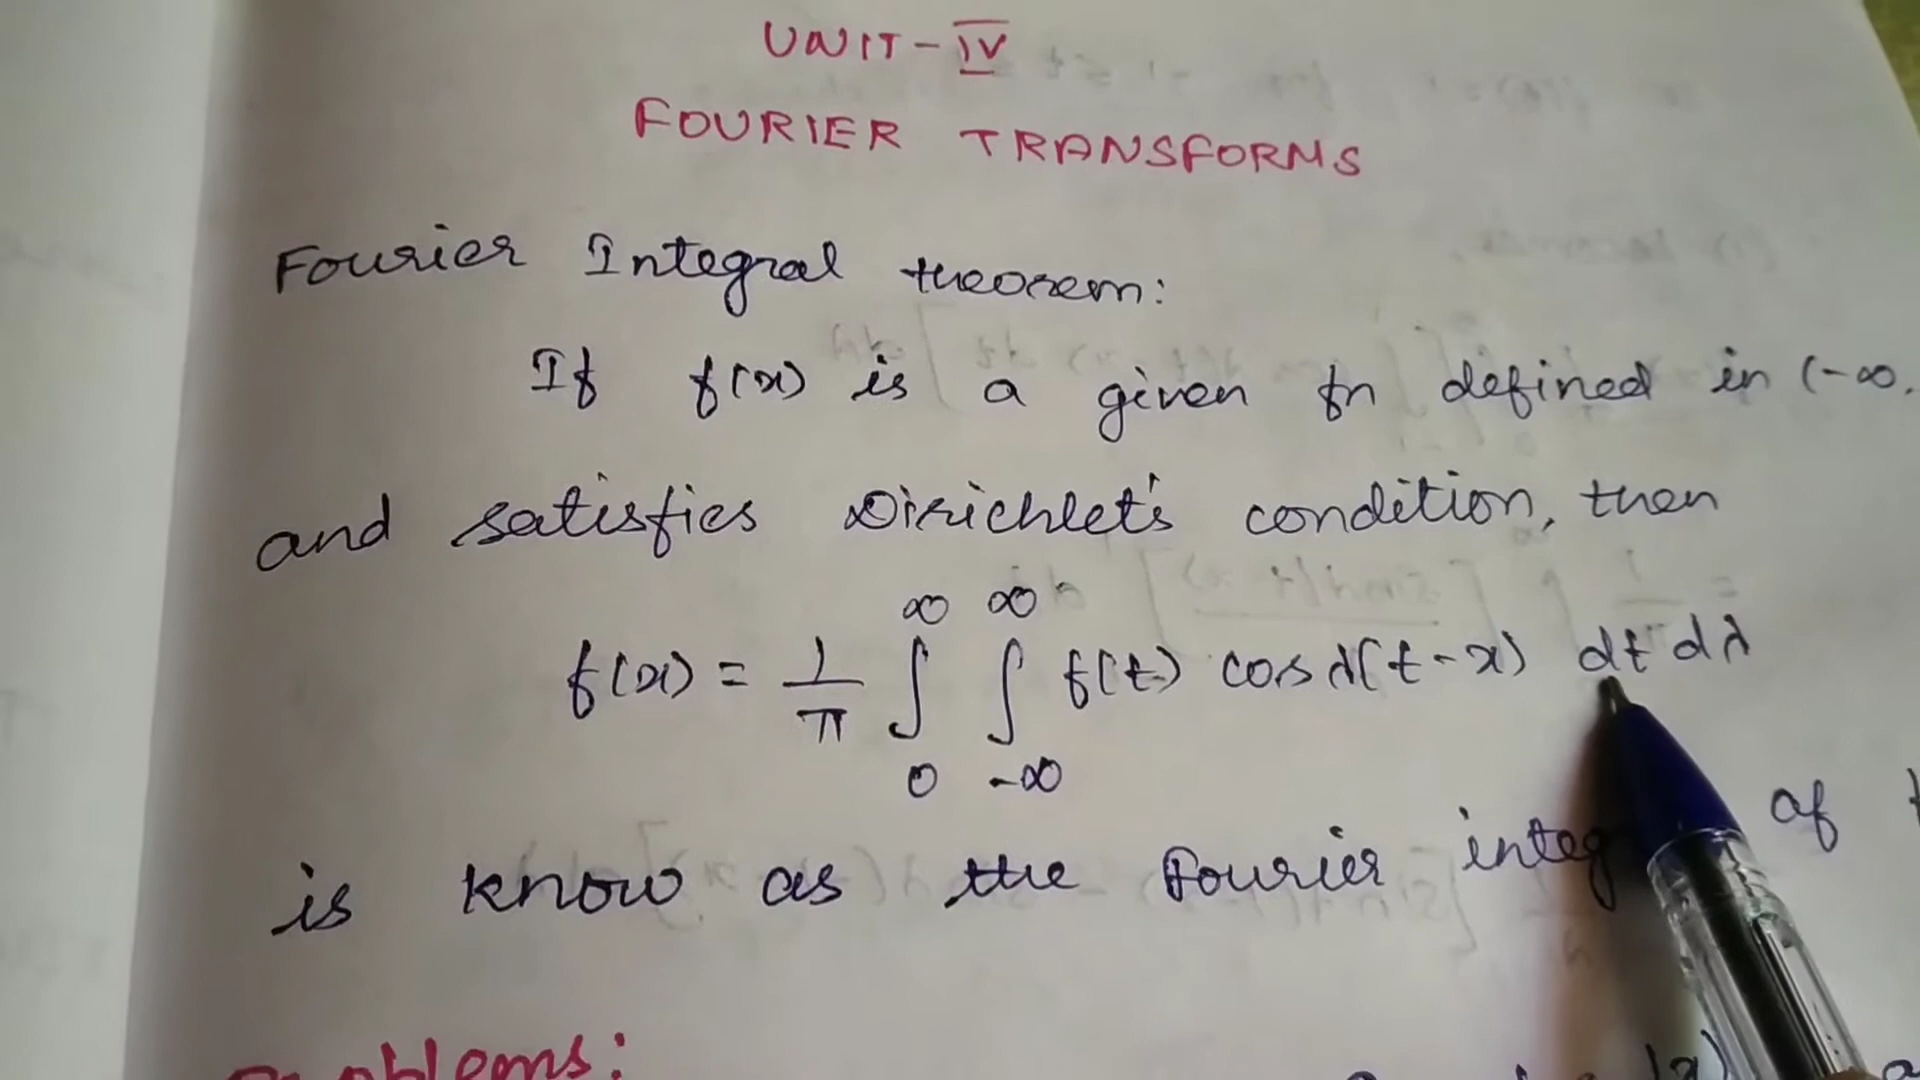 UNIT-IV
FOURIER TRANSFORMS
Fourier Integral theorem:
If f(x) is a given fn defined in (-∞,
and satisfies Dirichlet's condition, then
f(x) = 1/π ∫₀^∞ ∫₋∞^∞ f(t) cos λ(t-x) dt dλ
is know as the Fourier integ of
Problems: